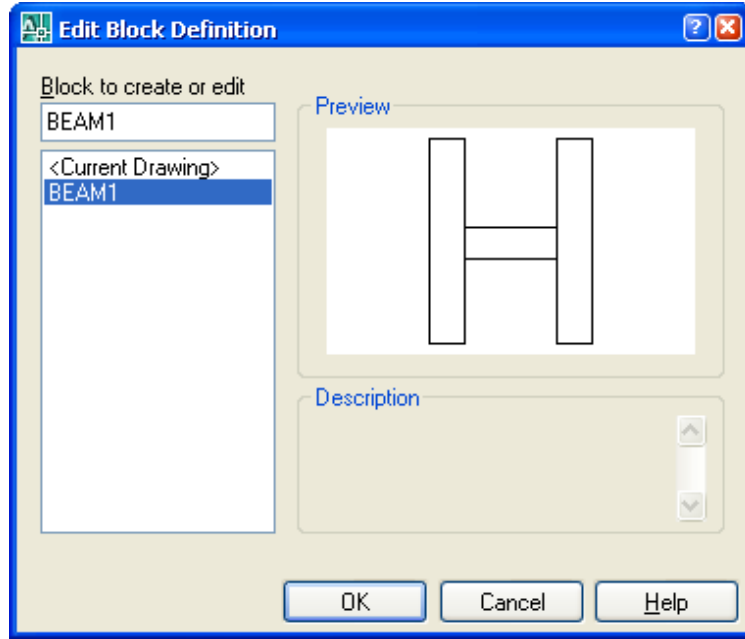 Edit Block Definition
Block to create or edit
BEAM1
<Current Drawing>
BEAM1
Preview
Description
OK
Cancel
Help